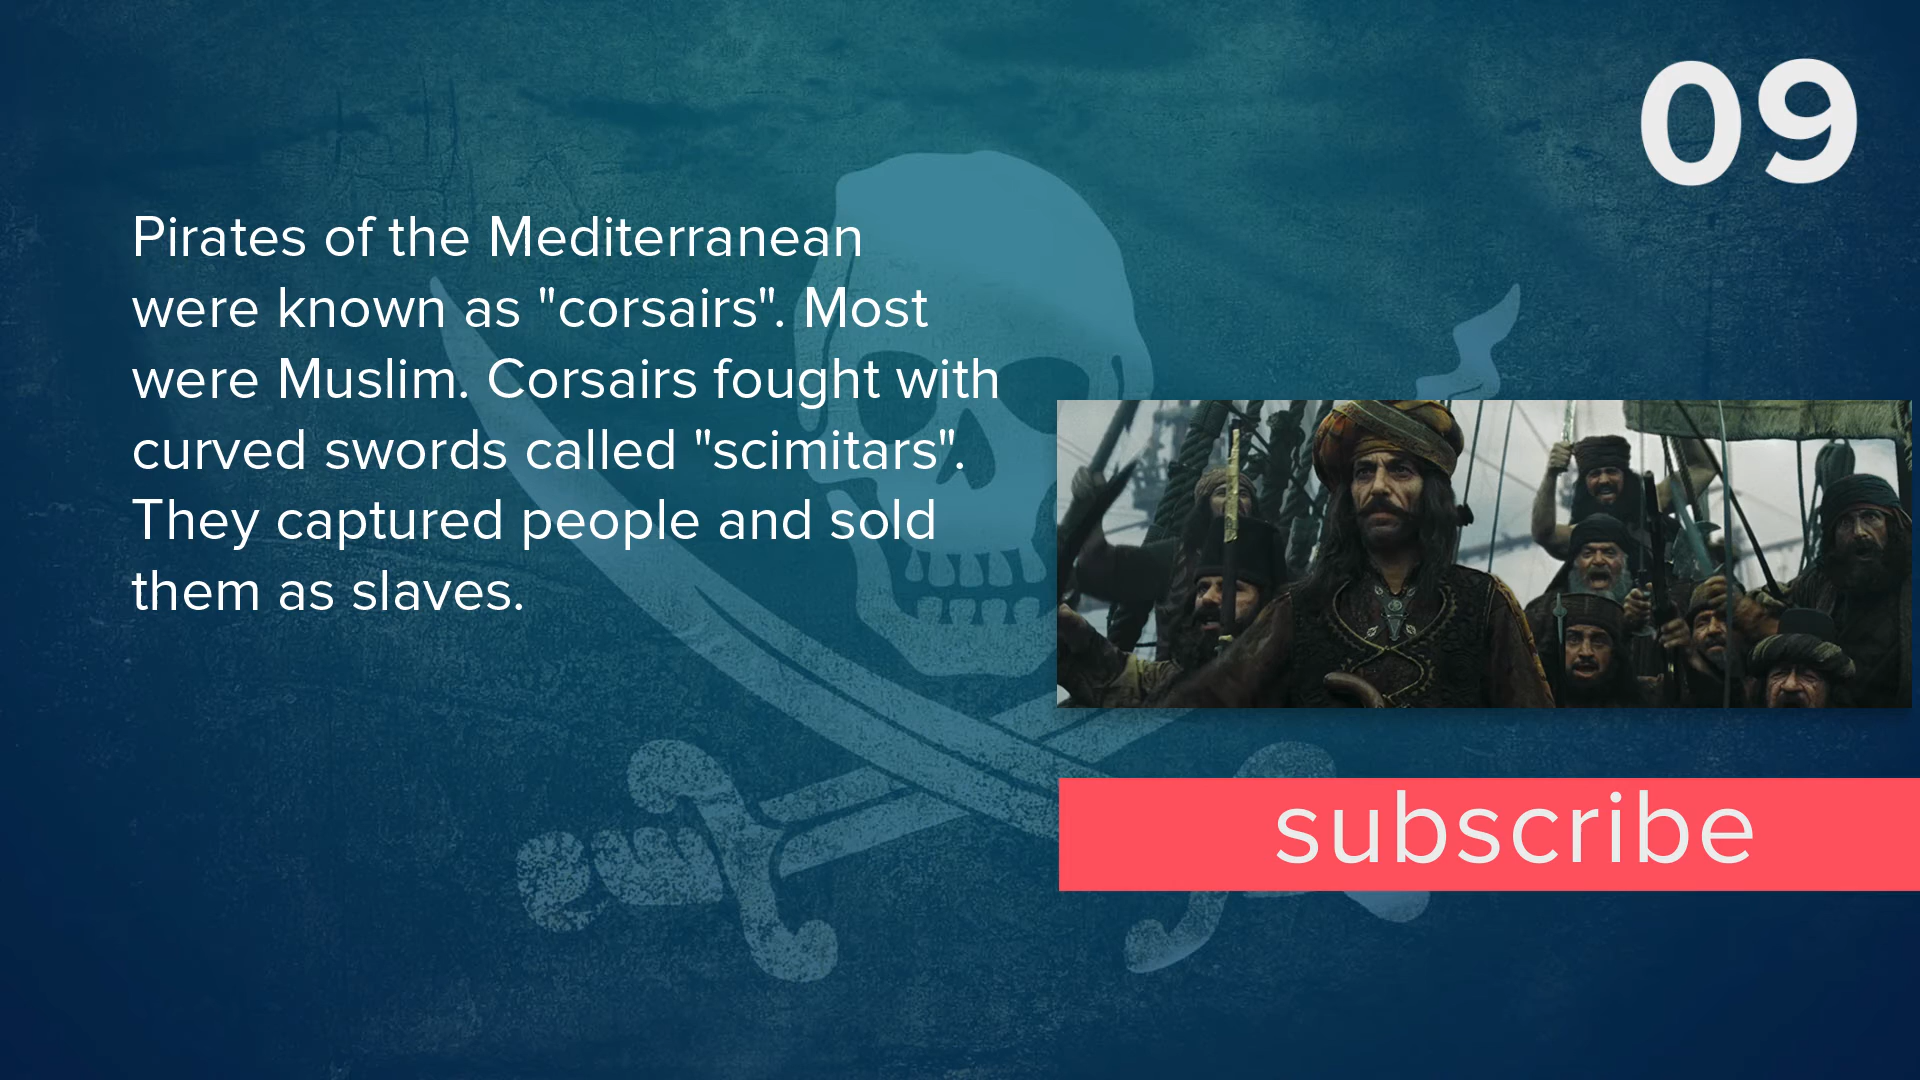 09
Pirates of the Mediterranean
were known as "corsairs". Most
were Muslim. Corsairs fought with
curved swords called "scimitars".
They captured people and sold
them as slaves.
subscribe